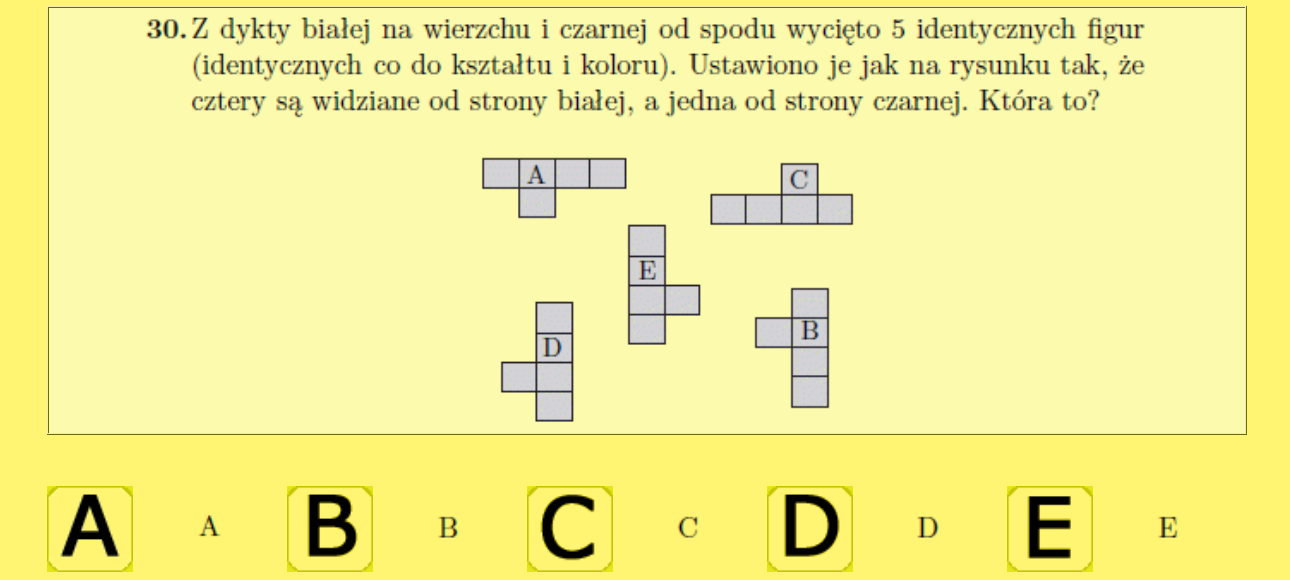 30. Z dykty białej na wierzchu i czarnej od spodu wycięto 5 identycznych figur
(identycznych co do kształtu i koloru). Ustawiono je jak na rysunku tak, że
cztery są widziane od strony białej, a jedna od strony czarnej. Która to?
A
C
E
D
B
A A B B C C D D E E